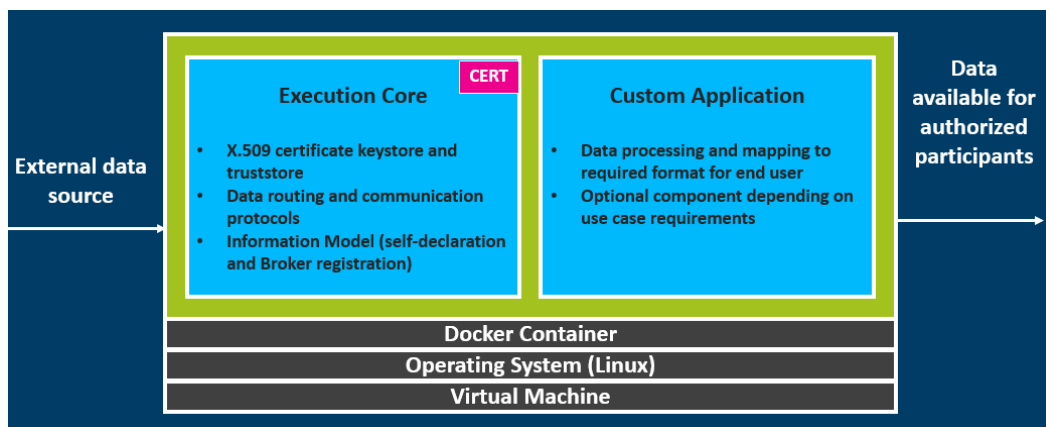 External data
source
CERT
Execution Core
• X.509 certificate keystore and
truststore
• Data routing and communication
protocols
• Information Model (self-declaration
and Broker registration)
Custom Application
• Data processing and mapping to
required format for end user
• Optional component depending on
use case requirements
Data
available for
authorized
participants
Docker Container
Operating System (Linux)
Virtual Machine